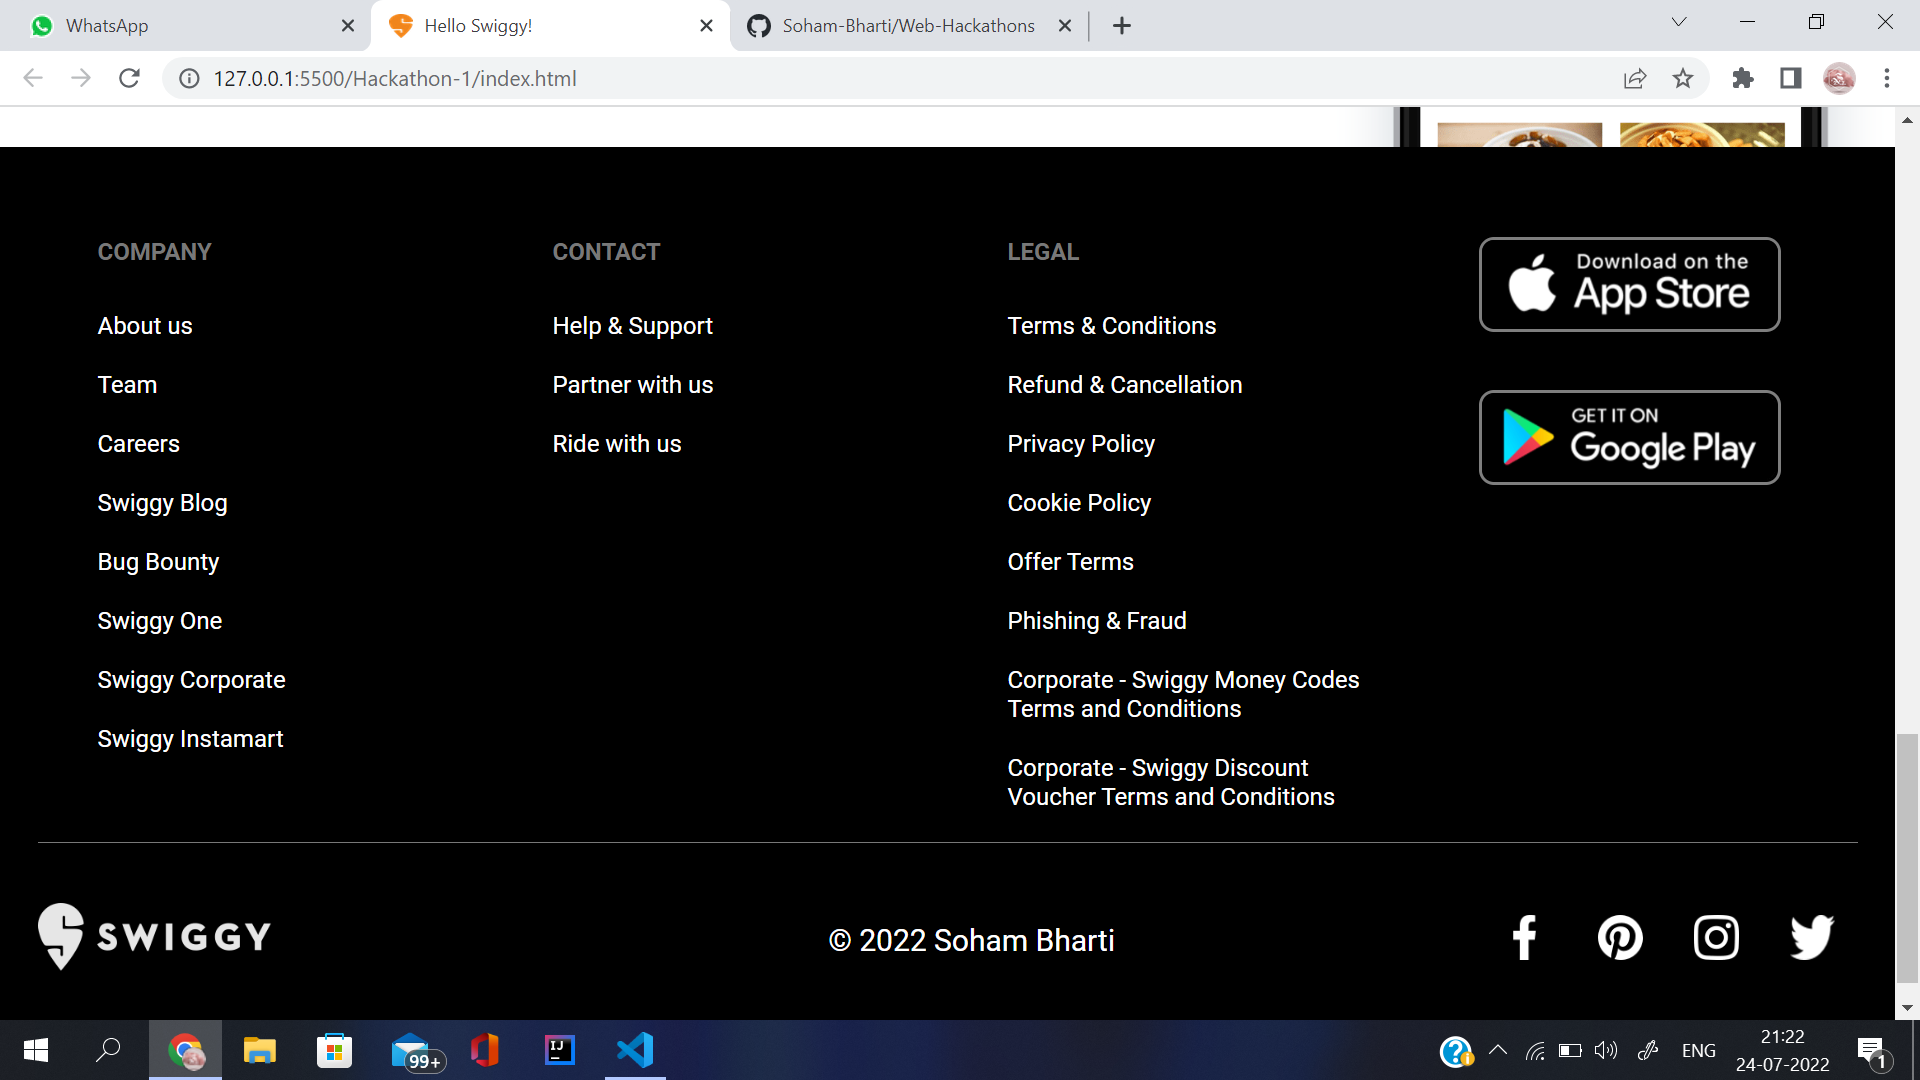 WhatsApp
Hello Swiggy!
Soham-Bharti/Web-Hackathons
127.0.0.1:5500/Hackathon-1/index.html
COMPANY
About us
Team
Careers
Swiggy Blog
Bug Bounty
Swiggy One
Swiggy Corporate
Swiggy Instamart
CONTACT
Help & Support
Partner with us
Ride with us
LEGAL
Terms & Conditions
Refund & Cancellation
Privacy Policy
Cookie Policy
Offer Terms
Phishing & Fraud
Corporate - Swiggy Money Codes
Terms and Conditions
Corporate - Swiggy Discount
Voucher Terms and Conditions
Download on the
App Store
GET IT ON
Google Play
SWIGGY
© 2022 Soham Bharti
99+
IJ
ENG
21:22
24-07-2022
1